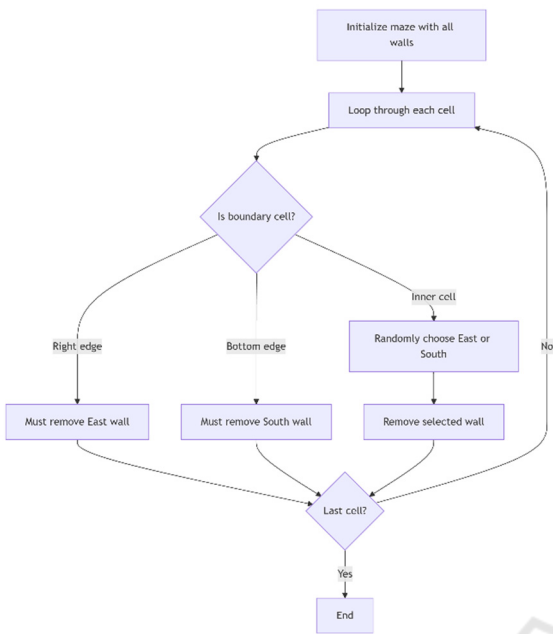 Initialize maze with all
walls
Loop through each cell
Is boundary cell?
Inner cell
Right edge
Bottom edge
Randomly choose East or
South
No
Must remove East wall
Must remove South wall
Remove selected wall
Last cell?
Yes
End